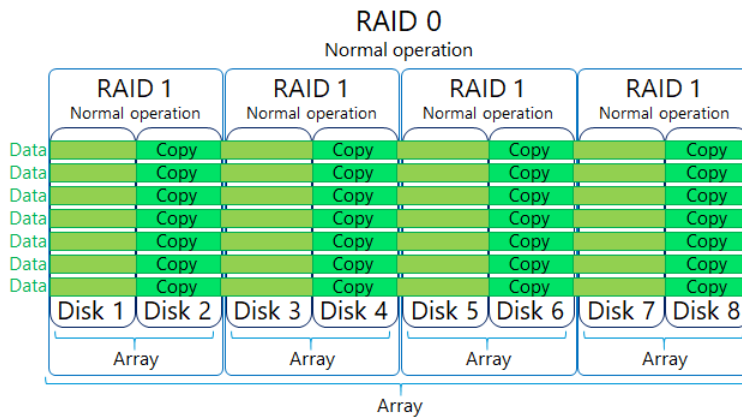 RAID 0
Normal operation
RAID 1 RAID 1 RAID 1 RAID 1
Normal operation Normal operation Normal operation Normal operation
Data Copy Copy Copy Copy
Data Copy Copy Copy Copy
Data Copy Copy Copy Copy
Data Copy Copy Copy Copy
Data Copy Copy Copy Copy
Data Copy Copy Copy Copy
Data Copy Copy Copy Copy
Disk 1 Disk 2 Disk 3 Disk 4 Disk 5 Disk 6 Disk 7 Disk 8
Array Array Array Array
Array